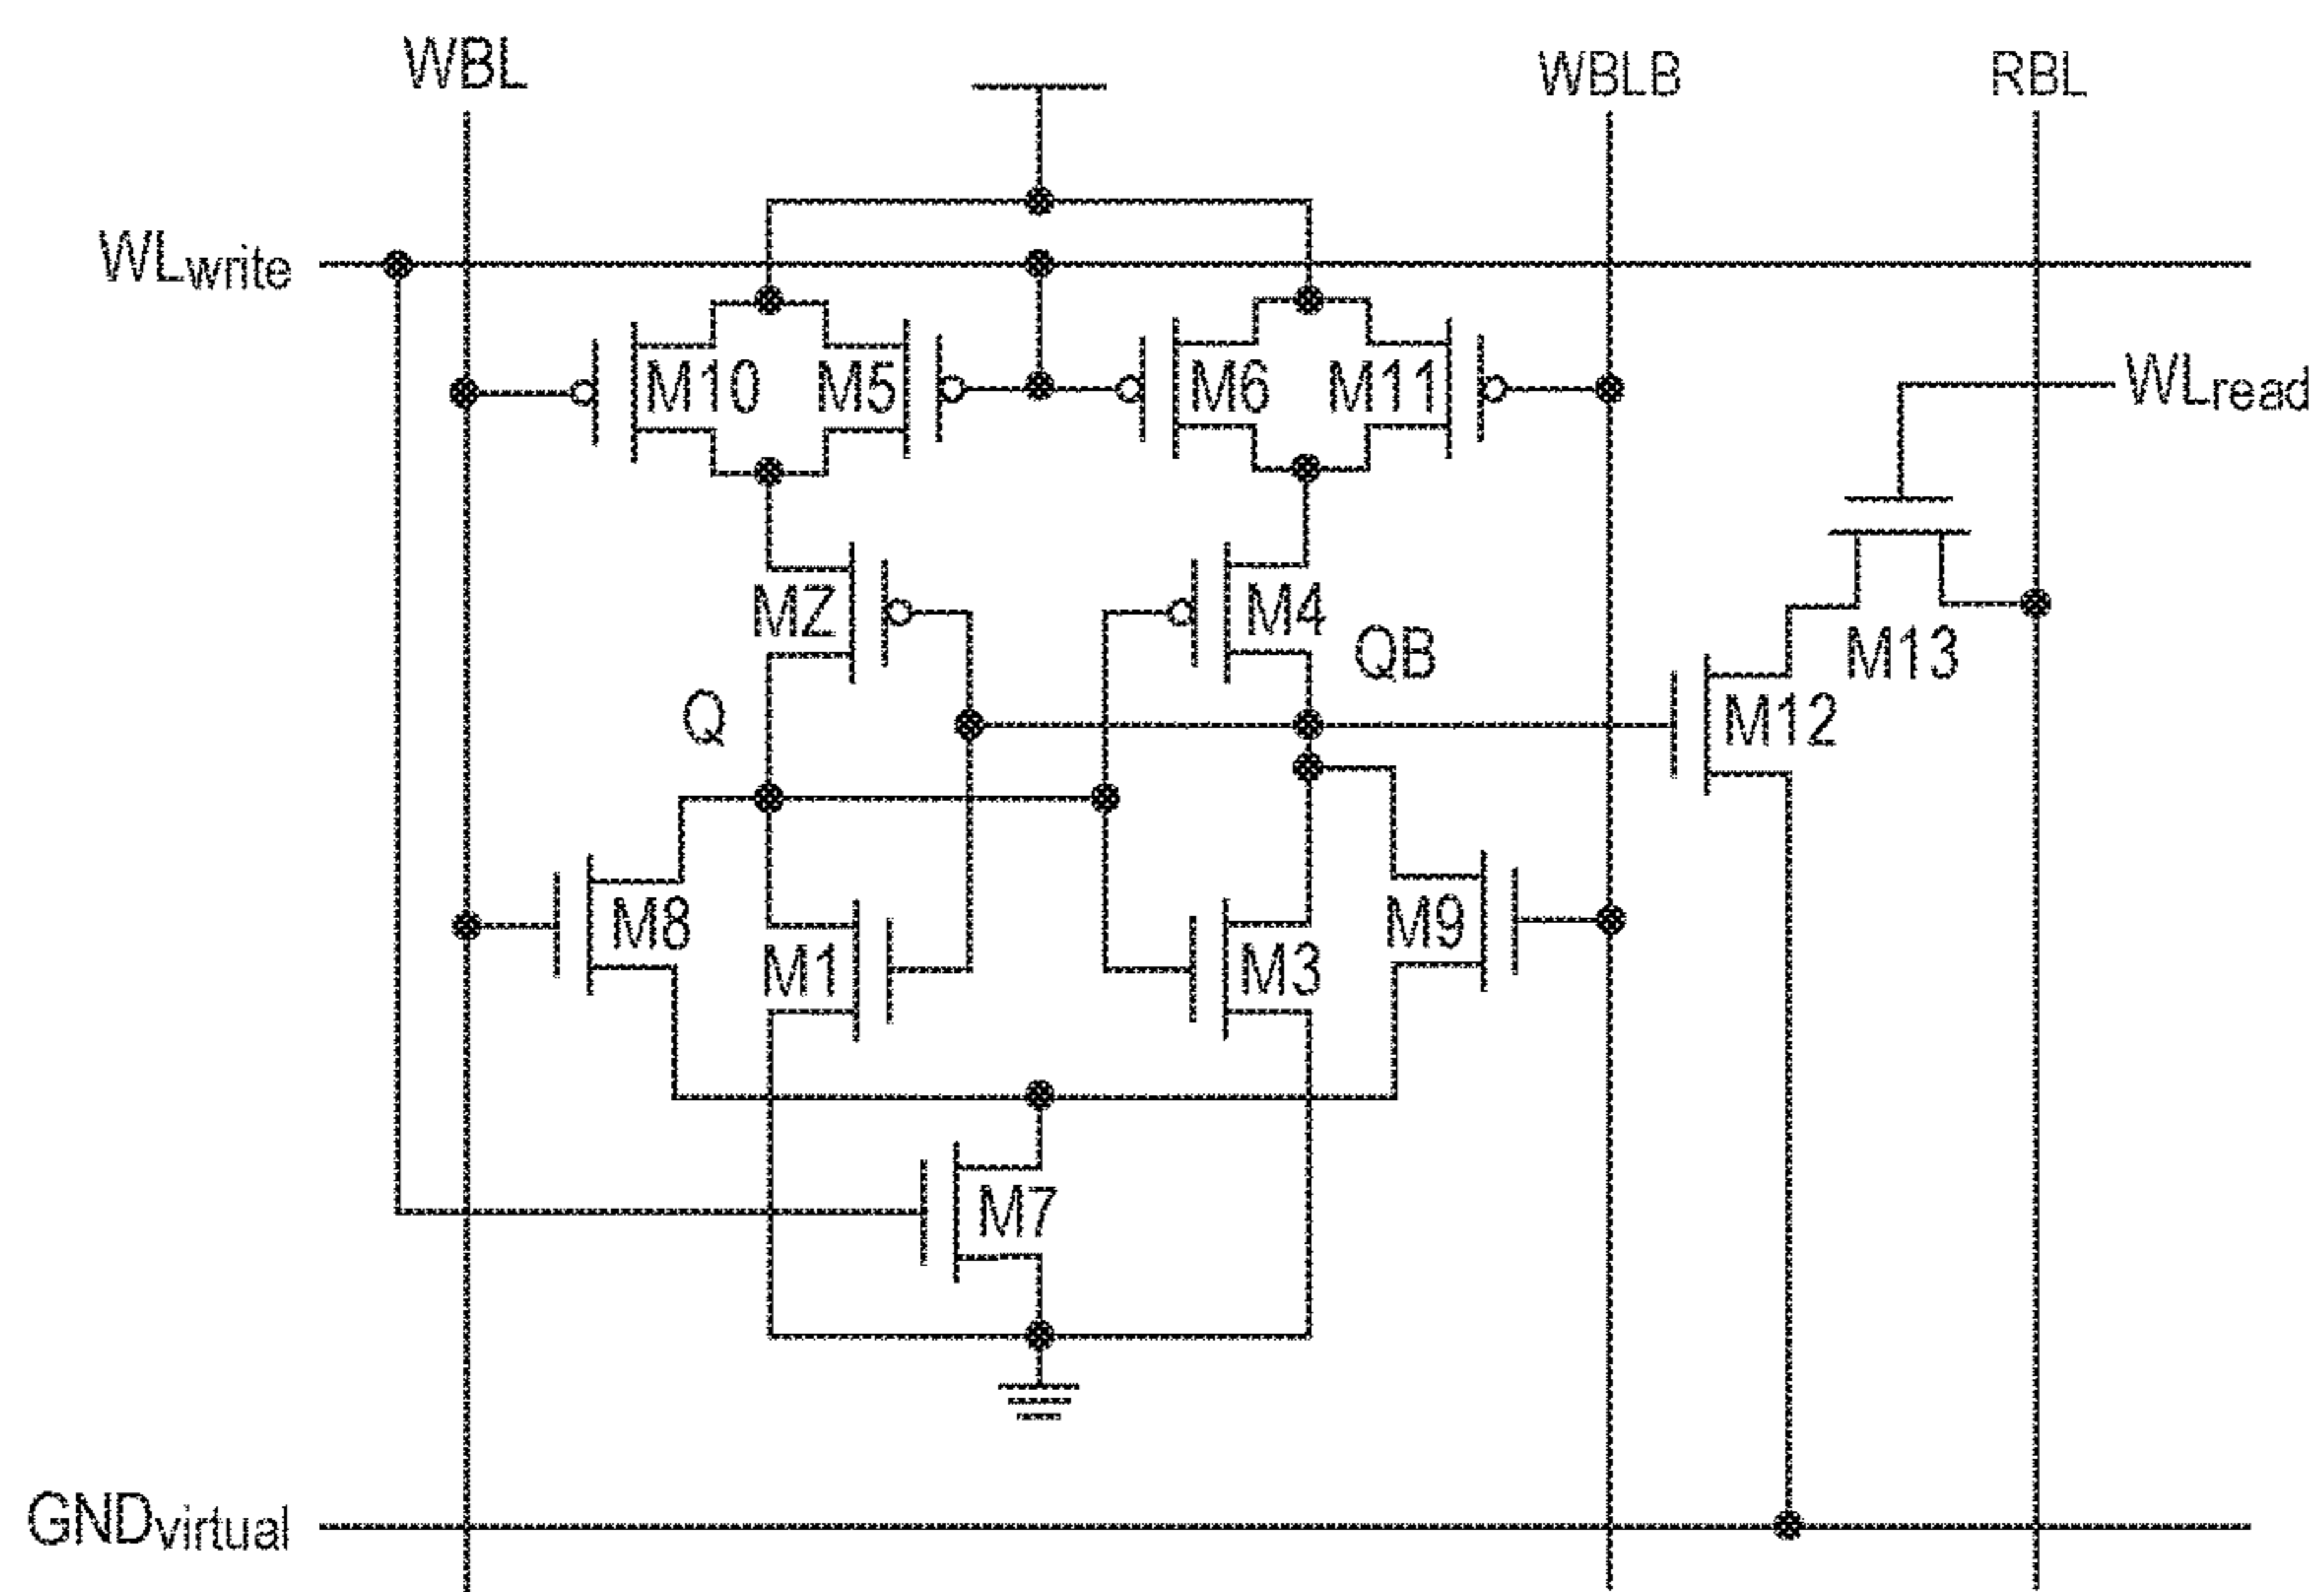 WBL
WBLB
RBL
WLwrite
M10
M5
M6
M11
WLread
MZ
M4
QB
M13
Q
M12
M8
M1
M3
M9
M7
GNDvirtual